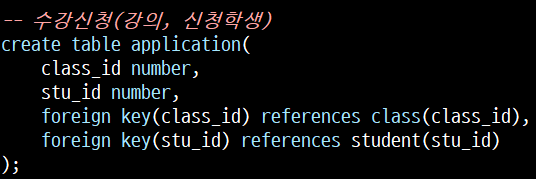 -- 수강신청(강의, 신청학생)
create table application(
    class_id number,
    stu_id number,
    foreign key(class_id) references class(class_id),
    foreign key(stu_id) references student(stu_id)
);